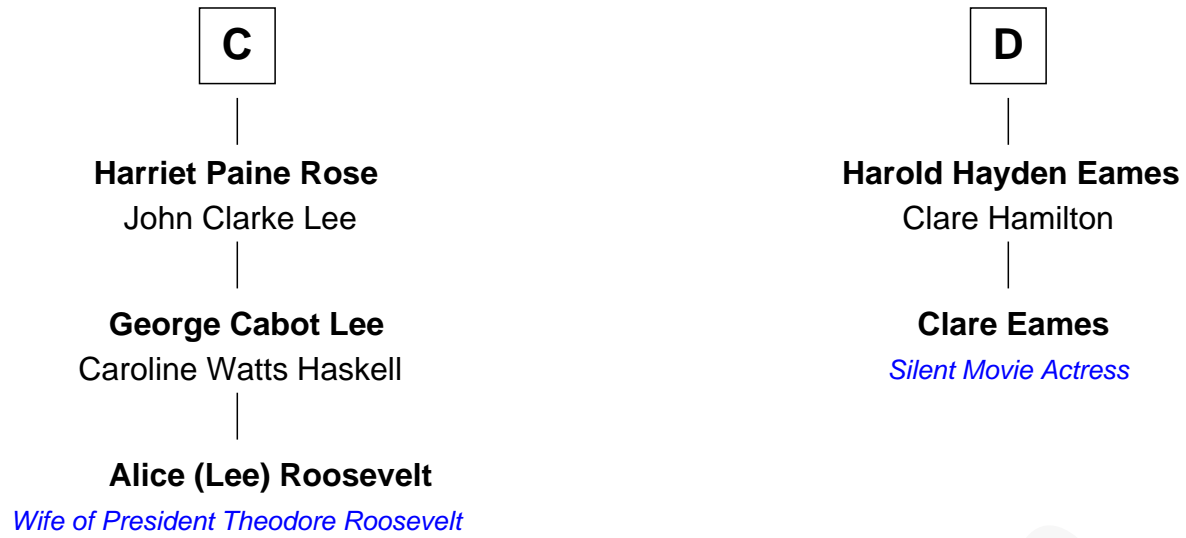 C
Harriet Paine Rose
John Clarke Lee
George Cabot Lee
Caroline Watts Haskell
Alice (Lee) Roosevelt
Wife of President Theodore Roosevelt
D
Harold Hayden Eames
Clare Hamilton
Clare Eames
Silent Movie Actress